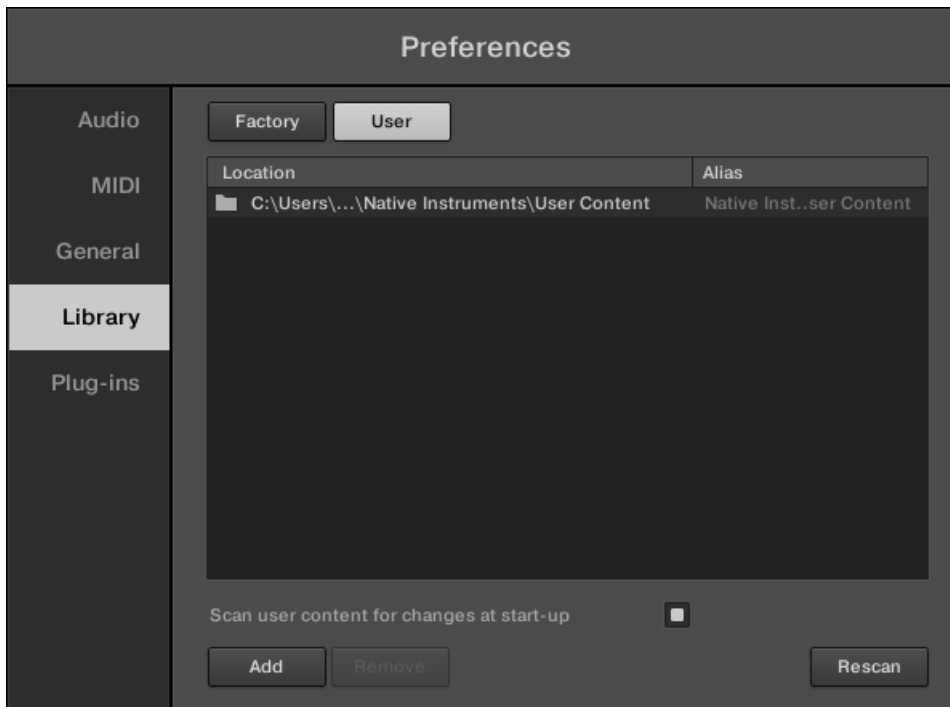 Preferences
Audio
MIDI
General
Library
Plug-ins
Factory User
Location Alias
C:\Users\...\Native Instruments\User Content Native Inst..ser Content
Scan user content for changes at start-up
Add Remove Rescan